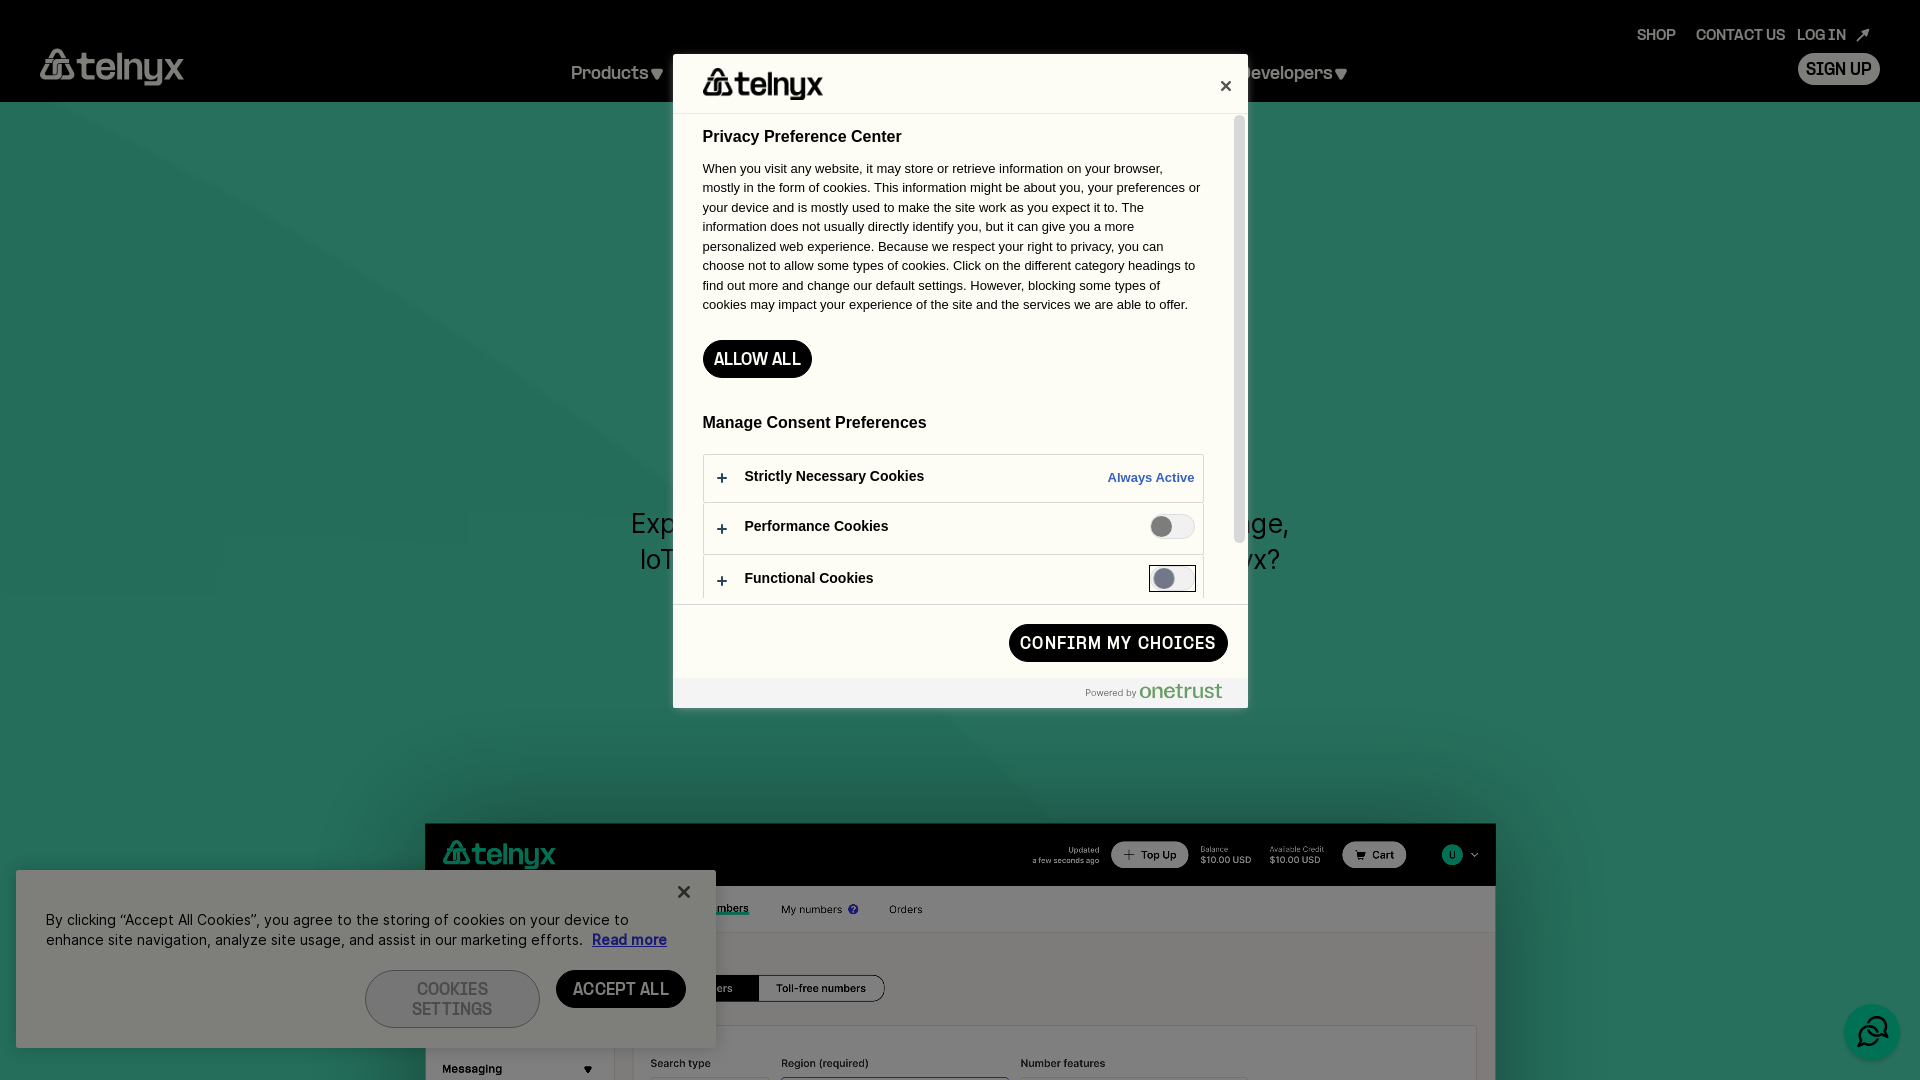 SHOP CONTACT US LOG IN
telnyx
Products
Developers
SIGN UP
telnyx
Privacy Preference Center
When you visit any website, it may store or retrieve information on your browser,
mostly in the form of cookies. This information might be about you, your preferences or
your device and is mostly used to make the site work as you expect it to. The
information does not usually directly identify you, but it can give you a more
personalized web experience. Because we respect your right to privacy, you can
choose not to allow some types of cookies. Click on the different category headings to
find out more and change our default settings. However, blocking some types of
cookies may impact your experience of the site and the services we are able to offer.
ALLOW ALL
Manage Consent Preferences
Strictly Necessary Cookies Always Active
Performance Cookies
Functional Cookies
CONFIRM MY CHOICES
Powered by onetrust
telnyx
Updated
a few seconds ago
Top Up
Balance
$10.00 USD
Available Credit
$10.00 USD
Cart
U
My numbers ?
Orders
By clicking “Accept All Cookies”, you agree to the storing of cookies on your device to
enhance site navigation, analyze site usage, and assist in our marketing efforts. Read more
COOKIES
SETTINGS
ACCEPT ALL
Toll-free numbers
Search type Region (required) Number features
Messaging